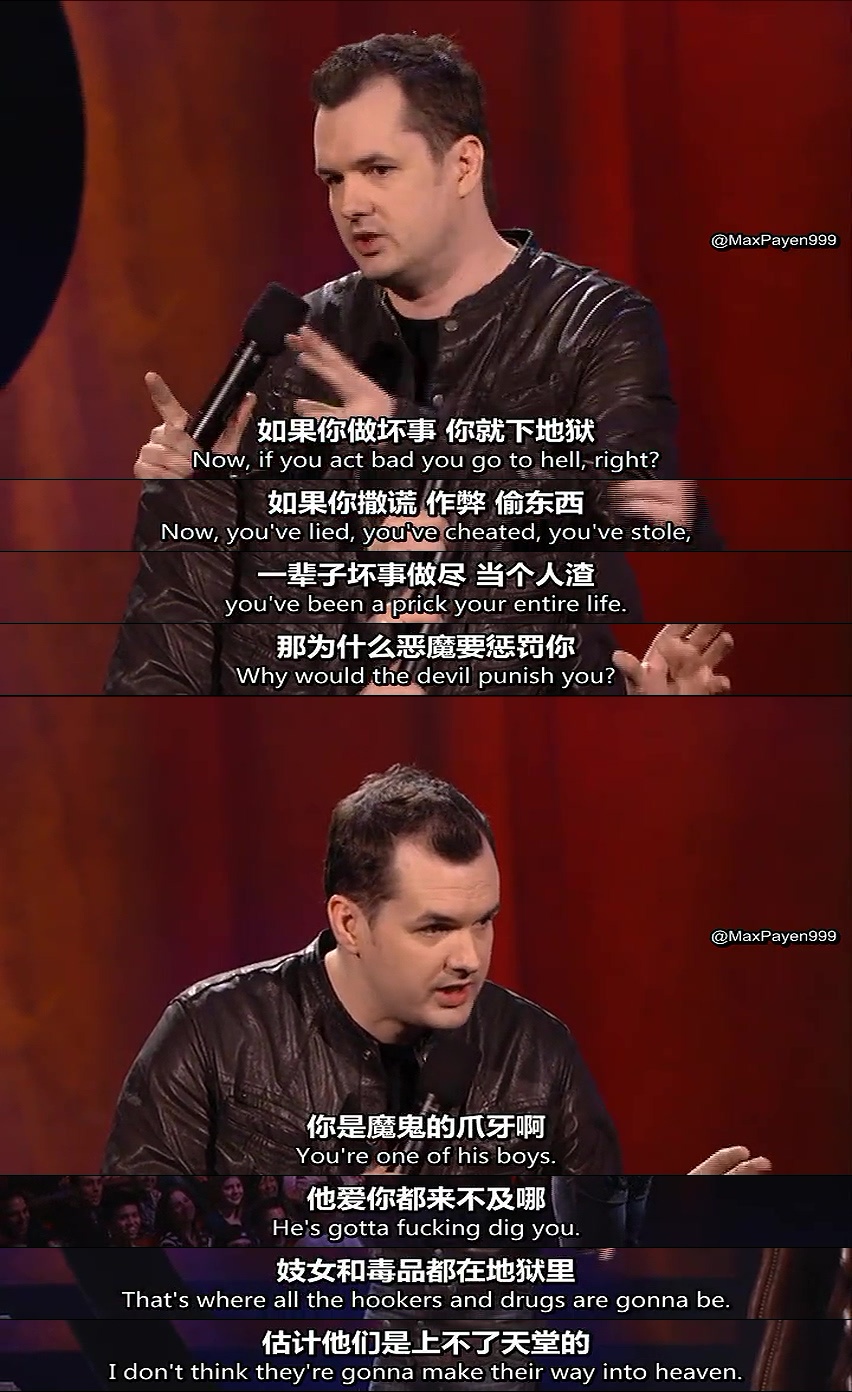 @MaxPayen999
如果你做坏事 你就下地狱
Now, if you act bad you go to hell, right?
如果你撒谎 作弊 偷东西
Now, you've lied, you've cheated, you've stole,
一辈子坏事做尽 当个人渣
you've been a prick your entire life.
那为什么恶魔要惩罚你
Why would the devil punish you?
@MaxPayen999
你是魔鬼的爪牙啊
You're one of his boys.
他爱你都来不及哪
He's gotta fucking dig you.
妓女和毒品都在地狱里
That's where all the hookers and drugs are gonna be.
估计他们是上不了天堂的
I don't think they're gonna make their way into heaven.